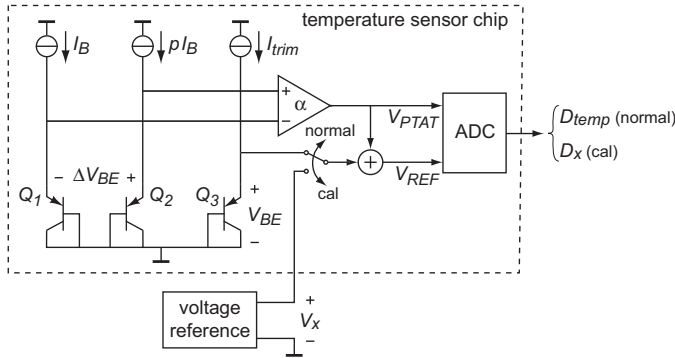 temperature sensor chip
I_B
pI_B
I_trim
+
α
−
normal
V_PTAT
ADC
D_temp (normal)
D_x (cal)
− ΔV_BE +
Q_1
Q_2
Q_3
+
V_BE
−
cal
+
V_REF
voltage
reference
+
V_x
−